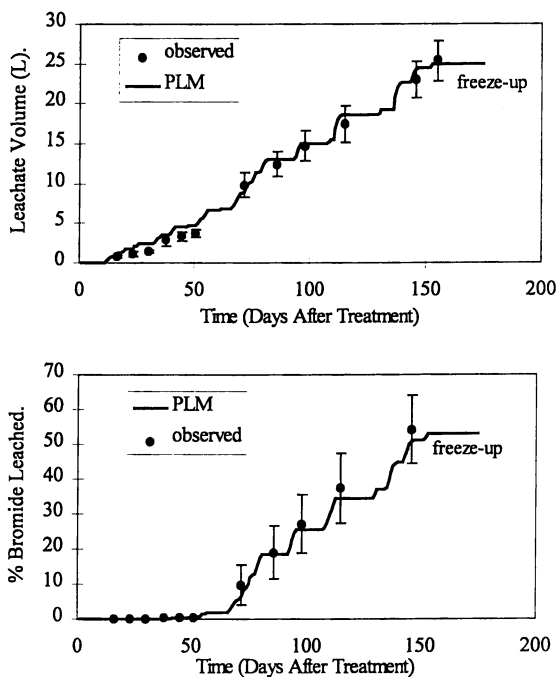 30
25
20
15
10
5
0
Leachate Volume (L).
observed
PLM
freeze-up
0 50 100 150 200
Time (Days After Treatment)
70
60
50
40
30
20
10
0
% Bromide Leached.
PLM
observed
freeze-up
0 50 100 150 200
Time (Days After Treatment)